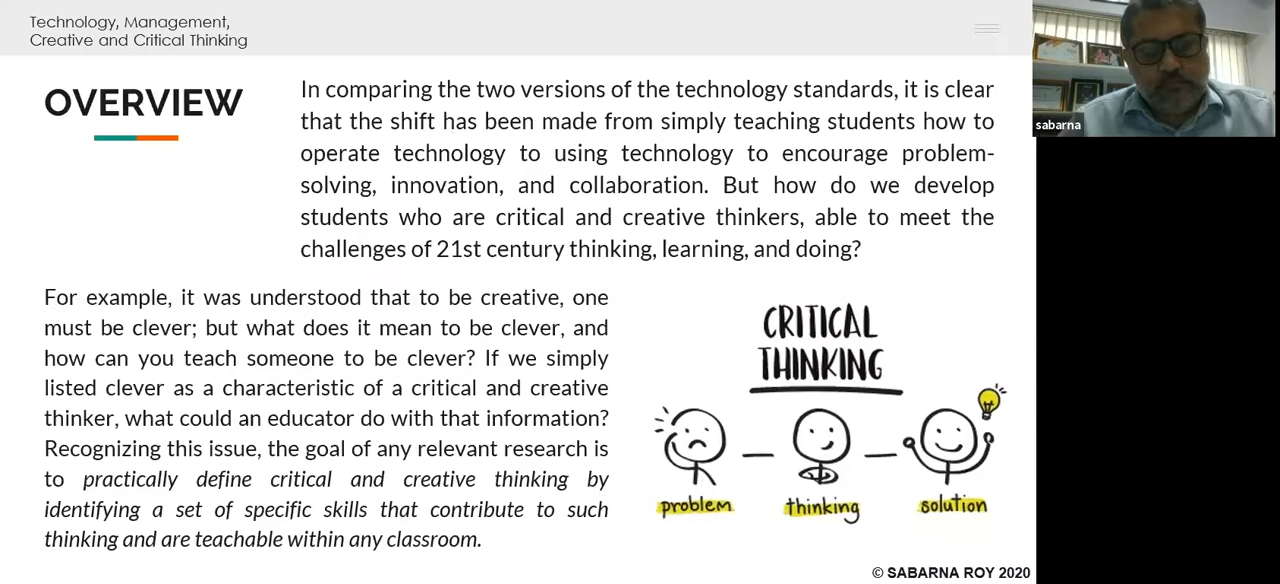 Technology, Management,
Creative and Critical Thinking
OVERVIEW
In comparing the two versions of the technology standards, it is clear
that the shift has been made from simply teaching students how to
operate technology to using technology to encourage problem-
solving, innovation, and collaboration. But how do we develop
students who are critical and creative thinkers, able to meet the
challenges of 21st century thinking, learning, and doing?
For example, it was understood that to be creative, one
must be clever; but what does it mean to be clever, and
how can you teach someone to be clever? If we simply
listed clever as a characteristic of a critical and creative
thinker, what could an educator do with that information?
Recognizing this issue, the goal of any relevant research is
to practically define critical and creative thinking by
identifying a set of specific skills that contribute to such
thinking and are teachable within any classroom.
CRITICAL
THINKING
problem
thinking
solution
© SABARNA ROY 2020
sabarna